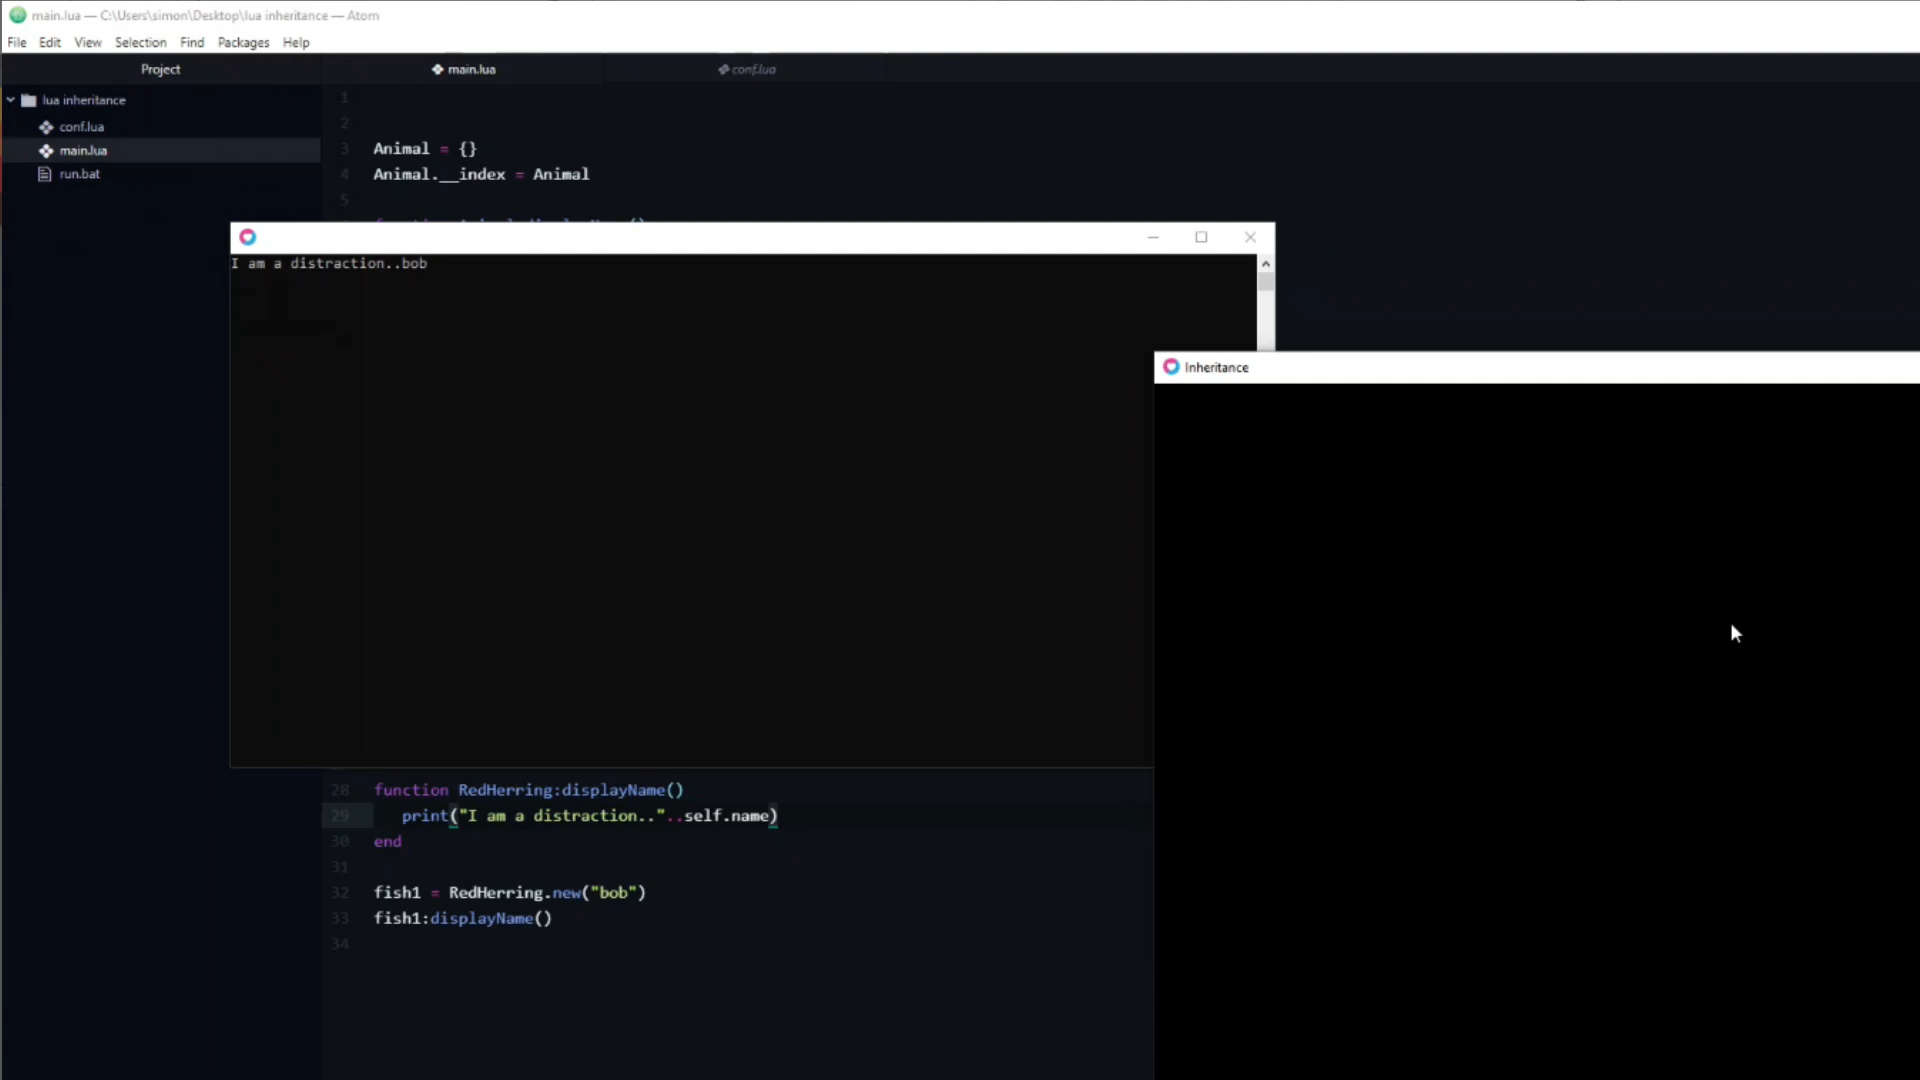 main.lua — C:\Users\simon\Desktop\lua inheritance — Atom
File Edit View Selection Find Packages Help
Project
main.lua
conf.lua
lua inheritance
conf.lua
main.lua
run.bat
1
2
3 Animal = {}
4 Animal.__index = Animal
5
I am a distraction..bob
Inheritance
28 function RedHerring:displayName()
29 print("I am a distraction.."..self.name)
30 end
31
32 fish1 = RedHerring.new("bob")
33 fish1:displayName()
34